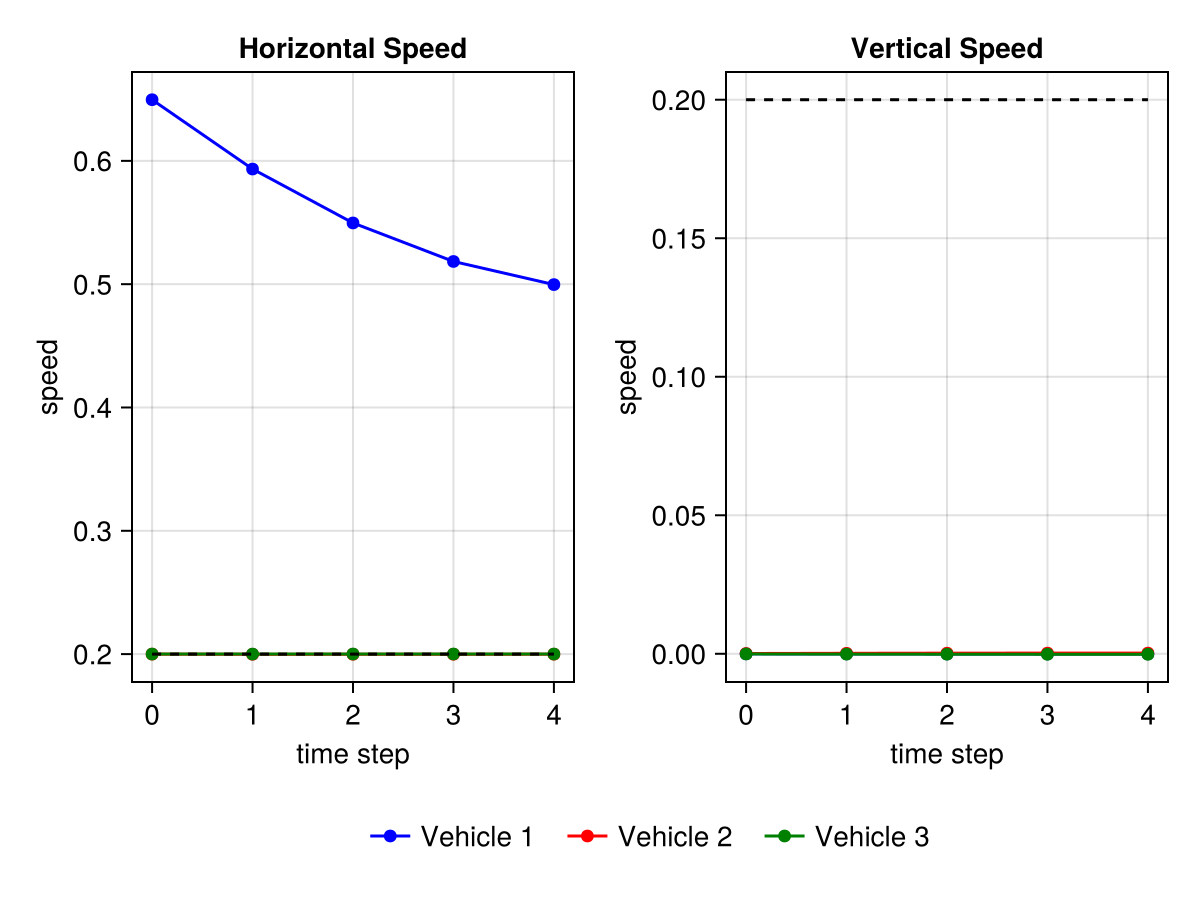 Horizontal Speed
0.6
0.5
0.4
0.3
0.2
speed
0 1 2 3 4
time step
Vertical Speed
0.20
0.15
0.10
0.05
0.00
speed
0 1 2 3 4
time step
Vehicle 1 Vehicle 2 Vehicle 3